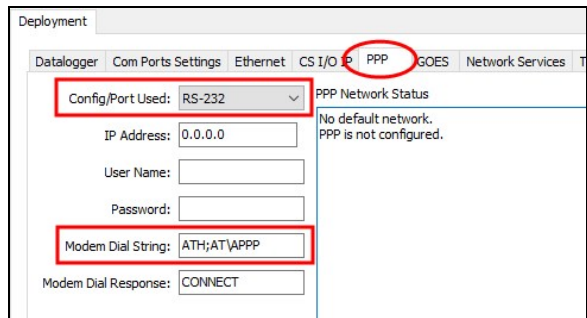 Deployment
Datalogger Com Ports Settings Ethernet CS I/O IP PPP GOES Network Services T
Config/Port Used: RS-232
PPP Network Status
No default network.
PPP is not configured.
IP Address: 0.0.0.0
User Name:
Password:
Modem Dial String: ATH;AT\APPP
Modem Dial Response: CONNECT